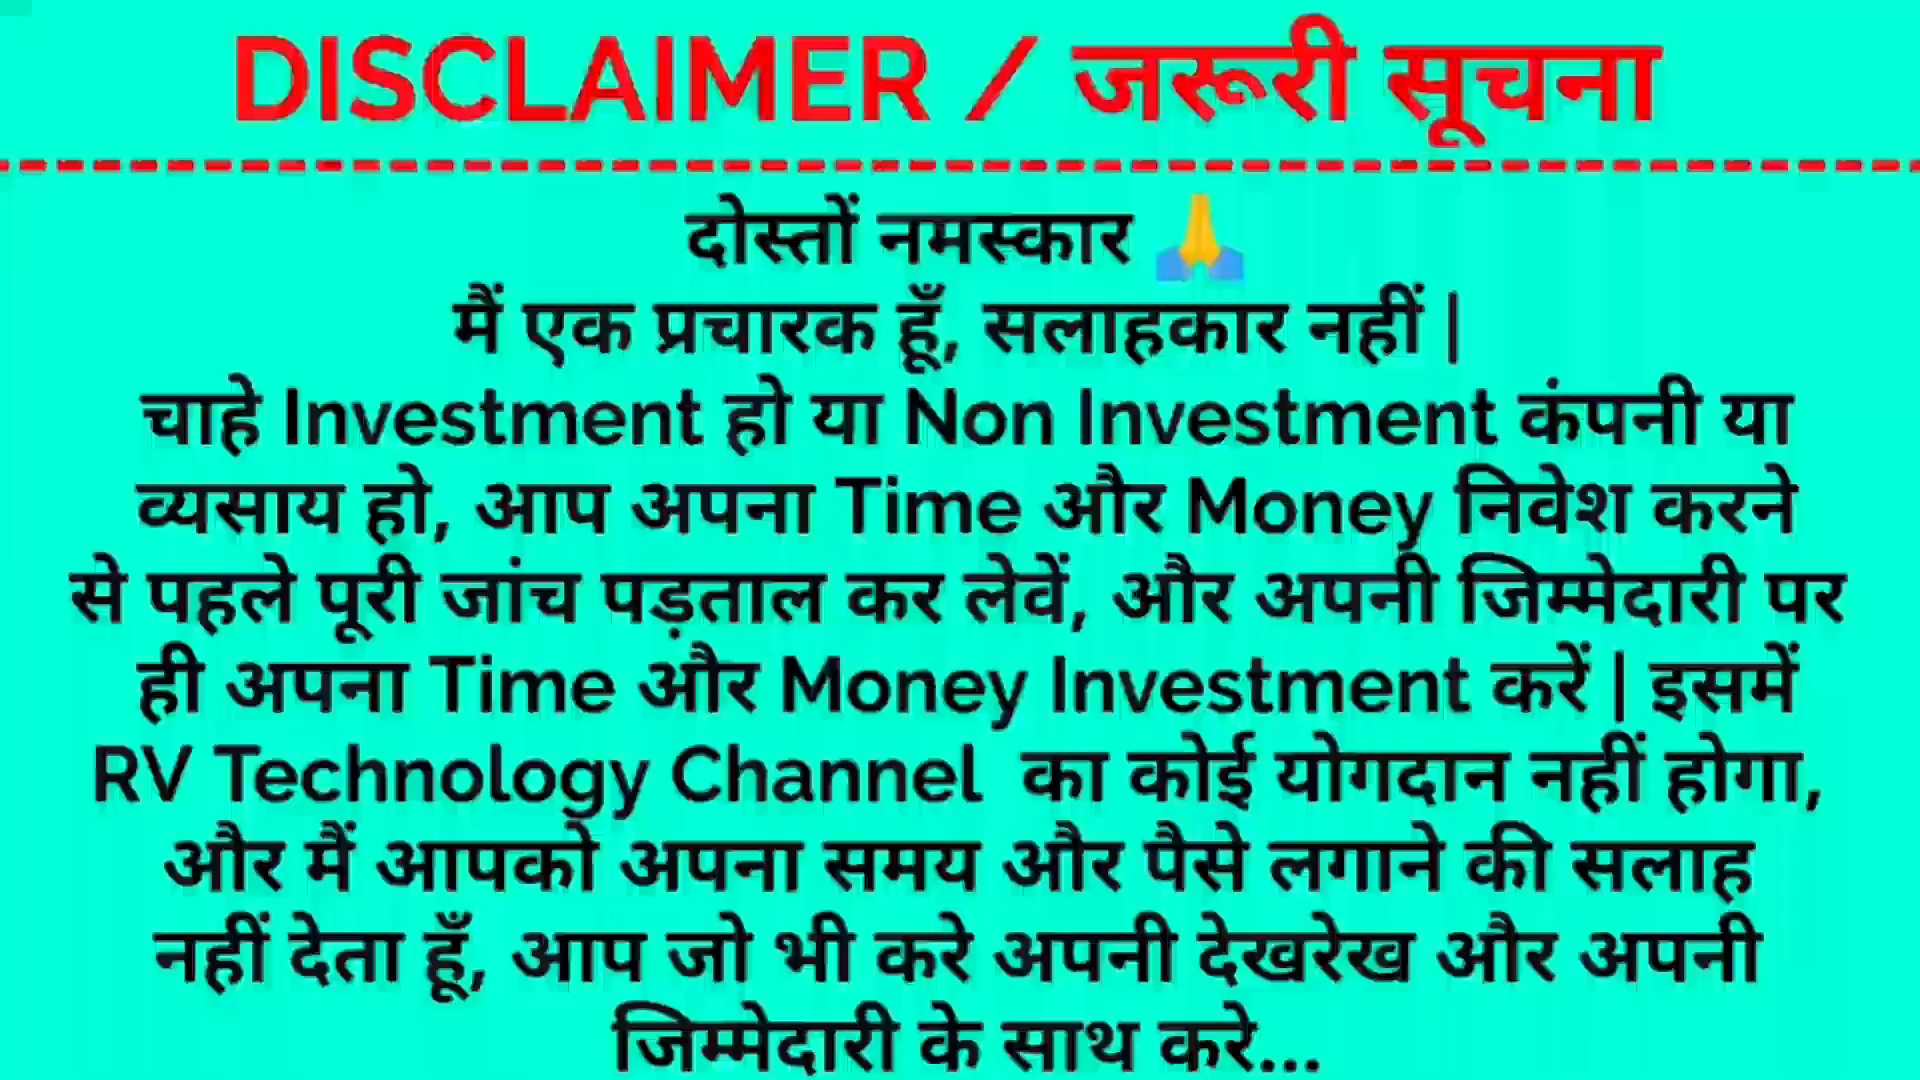 DISCLAIMER / जरूरी सूचना
दोस्तों नमस्कार 🙏
मैं एक प्रचारक हूँ, सलाहकार नहीं |
चाहे Investment हो या Non Investment कंपनी या
व्यसाय हो, आप अपना Time और Money निवेश करने
से पहले पूरी जांच पड़ताल कर लेवें, और अपनी जिम्मेदारी पर
ही अपना Time और Money Investment करें | इसमें
RV Technology Channel का कोई योगदान नहीं होगा,
और मैं आपको अपना समय और पैसे लगाने की सलाह
नहीं देता हूँ, आप जो भी करे अपनी देखरेख और अपनी
जिम्मेदारी के साथ करे...